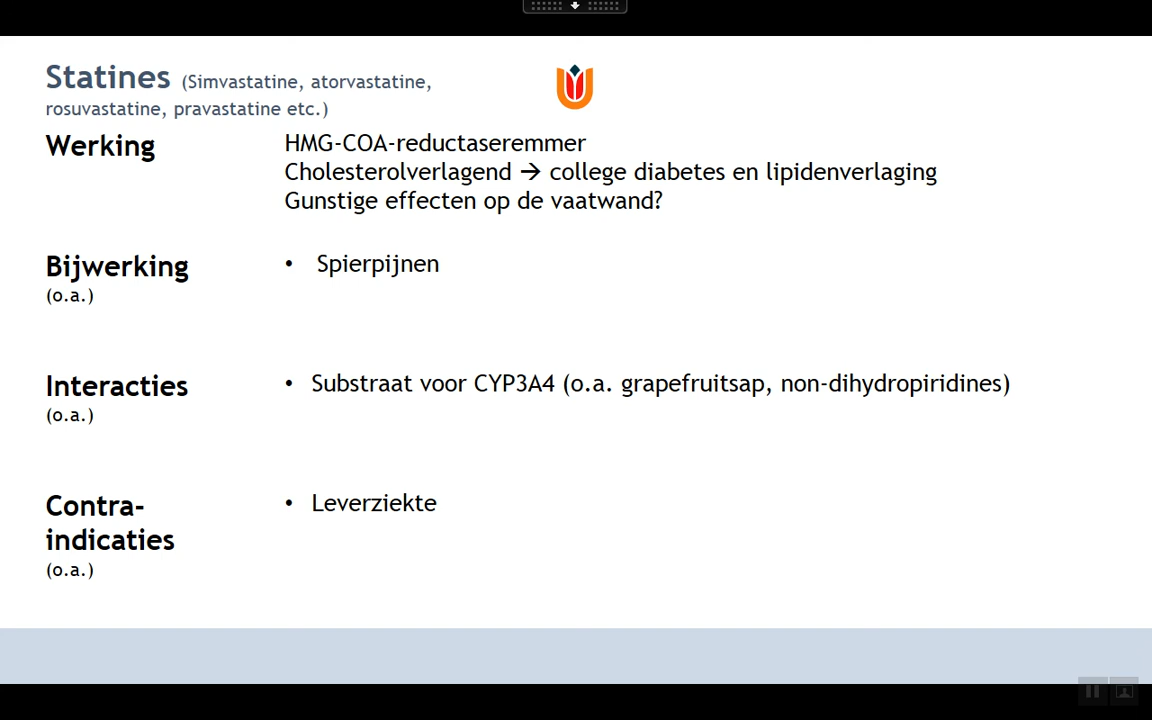 Statines (Simvastatine, atorvastatine,
rosuvastatine, pravastatine etc.)
Werking
HMG-COA-reductaseremmer
Cholesterolverlagend → college diabetes en lipidenverlaging
Gunstige effecten op de vaatwand?
Bijwerking
(o.a.)
• Spierpijnen
Interacties
(o.a.)
• Substraat voor CYP3A4 (o.a. grapefruitsap, non-dihydropiridines)
Contra-
indicaties
(o.a.)
• Leverziekte